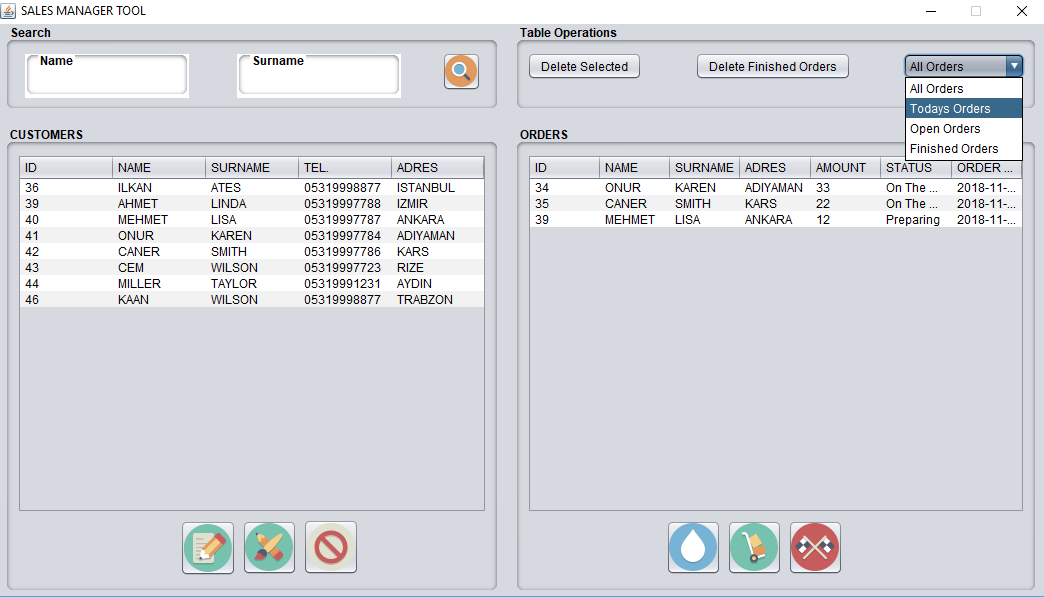 SALES MANAGER TOOL
Search
Name
Surname
Table Operations
Delete Selected
Delete Finished Orders
All Orders
All Orders
Todays Orders
Open Orders
Finished Orders
CUSTOMERS
ID NAME SURNAME TEL. ADRES
36 ILKAN ATES 05319998877 ISTANBUL
39 AHMET LINDA 05319997788 IZMIR
40 MEHMET LISA 05319997787 ANKARA
41 ONUR KAREN 05319997784 ADIYAMAN
42 CANER SMITH 05319997786 KARS
43 CEM WILSON 05319997723 RIZE
44 MILLER TAYLOR 05319991231 AYDIN
46 KAAN WILSON 05319998877 TRABZON
ORDERS
ID NAME SURNAME ADRES AMOUNT STATUS ORDER ...
34 ONUR KAREN ADIYAMAN 33 On The ... 2018-11-...
35 CANER SMITH KARS 22 On The ... 2018-11-...
39 MEHMET LISA ANKARA 12 Preparing 2018-11-...